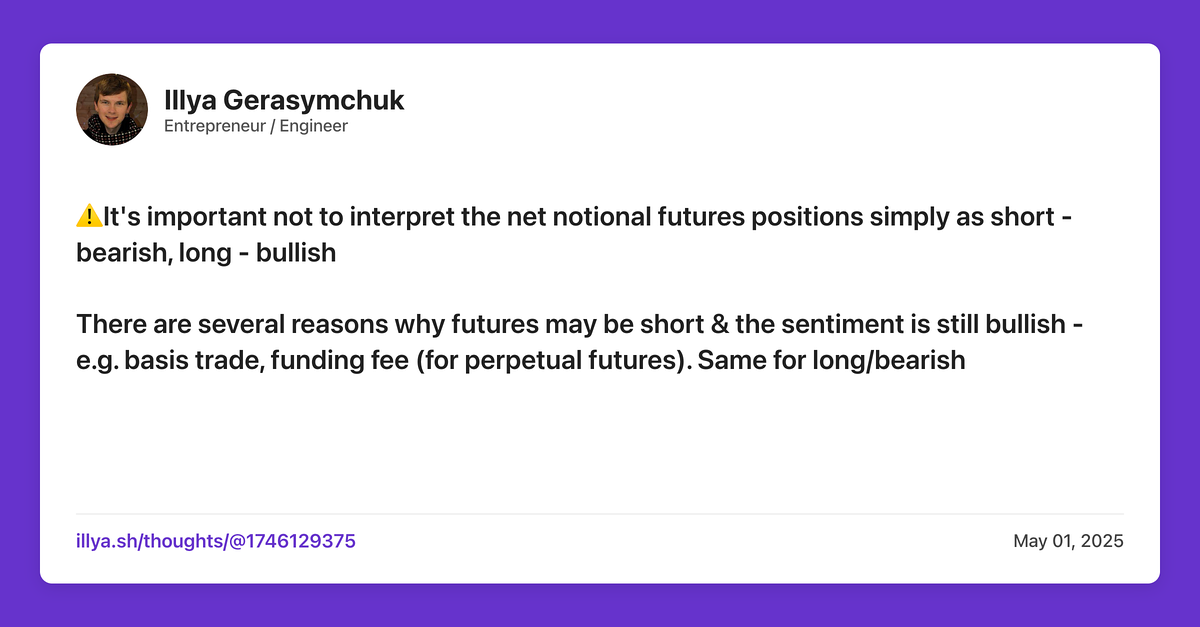 Illya Gerasymchuk
Entrepreneur / Engineer
⚠️It's important not to interpret the net notional futures positions simply as short -
bearish, long - bullish
There are several reasons why futures may be short & the sentiment is still bullish -
e.g. basis trade, funding fee (for perpetual futures). Same for long/bearish
illya.sh/thoughts/@1746129375
May 01, 2025